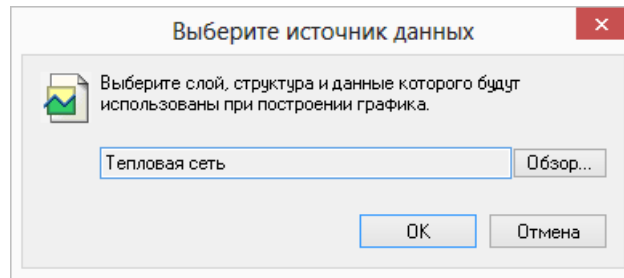 Выберите источник данных
Выберите слой, структура и данные которого будут
использованы при построении графика.
Тепловая сеть
Обзор...
OK
Отмена